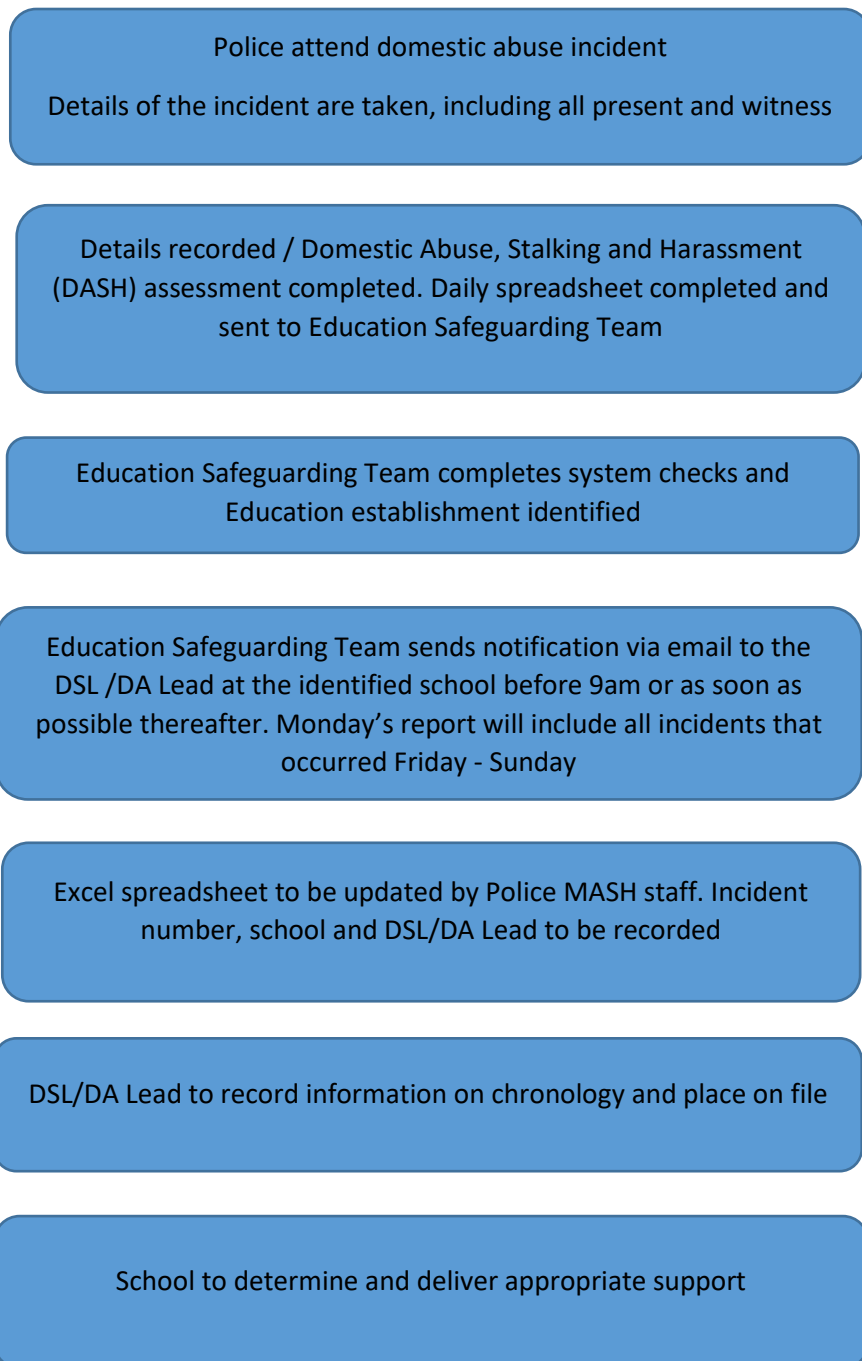 Police attend domestic abuse incident
Details of the incident are taken, including all present and witness
Details recorded / Domestic Abuse, Stalking and Harassment
(DASH) assessment completed. Daily spreadsheet completed and
sent to Education Safeguarding Team
Education Safeguarding Team completes system checks and
Education establishment identified
Education Safeguarding Team sends notification via email to the
DSL /DA Lead at the identified school before 9am or as soon as
possible thereafter. Monday’s report will include all incidents that
occurred Friday - Sunday
Excel spreadsheet to be updated by Police MASH staff. Incident
number, school and DSL/DA Lead to be recorded
DSL/DA Lead to record information on chronology and place on file
School to determine and deliver appropriate support